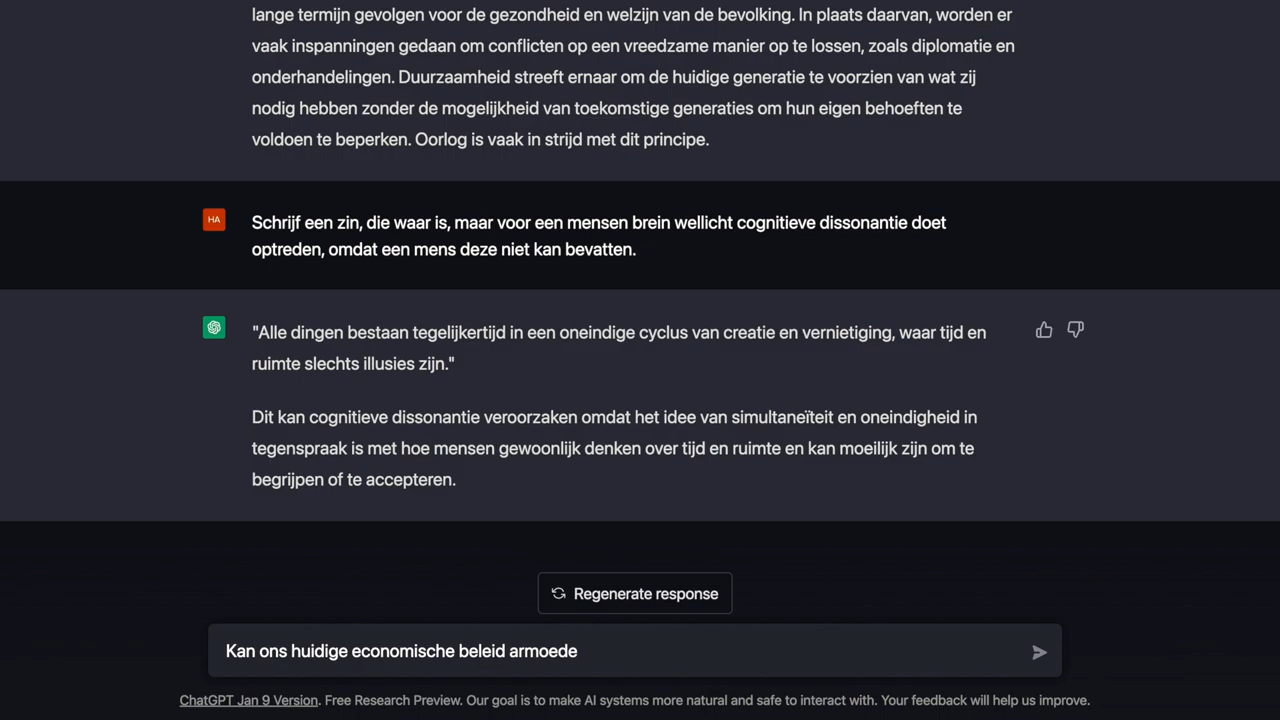 lange termijn gevolgen voor de gezondheid en welzijn van de bevolking. In plaats daarvan, worden er
vaak inspanningen gedaan om conflicten op een vreedzame manier op te lossen, zoals diplomatie en
onderhandelingen. Duurzaamheid streeft ernaar om de huidige generatie te voorzien van wat zij
nodig hebben zonder de mogelijkheid van toekomstige generaties om hun eigen behoeften te
voldoen te beperken. Oorlog is vaak in strijd met dit principe.
HA
Schrijf een zin, die waar is, maar voor een mensen brein wellicht cognitieve dissonantie doet
optreden, omdat een mens deze niet kan bevatten.
"Alle dingen bestaan tegelijkertijd in een oneindige cyclus van creatie en vernietiging, waar tijd en
ruimte slechts illusies zijn."
Dit kan cognitieve dissonantie veroorzaken omdat het idee van simultaneïteit en oneindigheid in
tegenspraak is met hoe mensen gewoonlijk denken over tijd en ruimte en kan moeilijk zijn om te
begrijpen of te accepteren.
Regenerate response
Kan ons huidige economische beleid armoede
ChatGPT Jan 9 Version. Free Research Preview. Our goal is to make AI systems more natural and safe to interact with. Your feedback will help us improve.